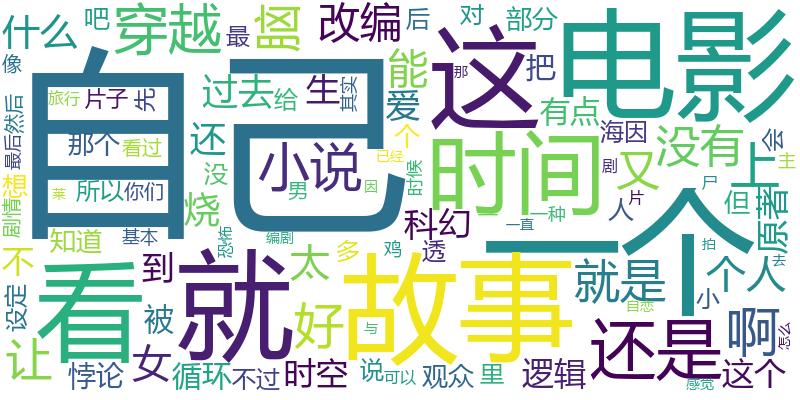 什么 吧 穿越 最 盟 改编 后 对 部分 电影
像 能 这 把
旅行 片子 先 自己 过去 给 生 其实 爱 那 有点
最后 然后 那个 看过 还 小说 个 时间 海因 没有 上 会
想 所以 你们 没 男 已经 时候 剧 又 尸 主
莱 因 片 但 原著
剧情 知道 基本 恐怖 烧 科幻 一 一种 人 一个
不 到 编剧 太 多 鸡 透 一直 拍 去
设定 看 就 故事 就是 个人
被 好 与 自恋 小 啊 怎么
让 悖论 女 循环 不过 时空 说 可以 观众 里 逻辑 还是 感觉 这个